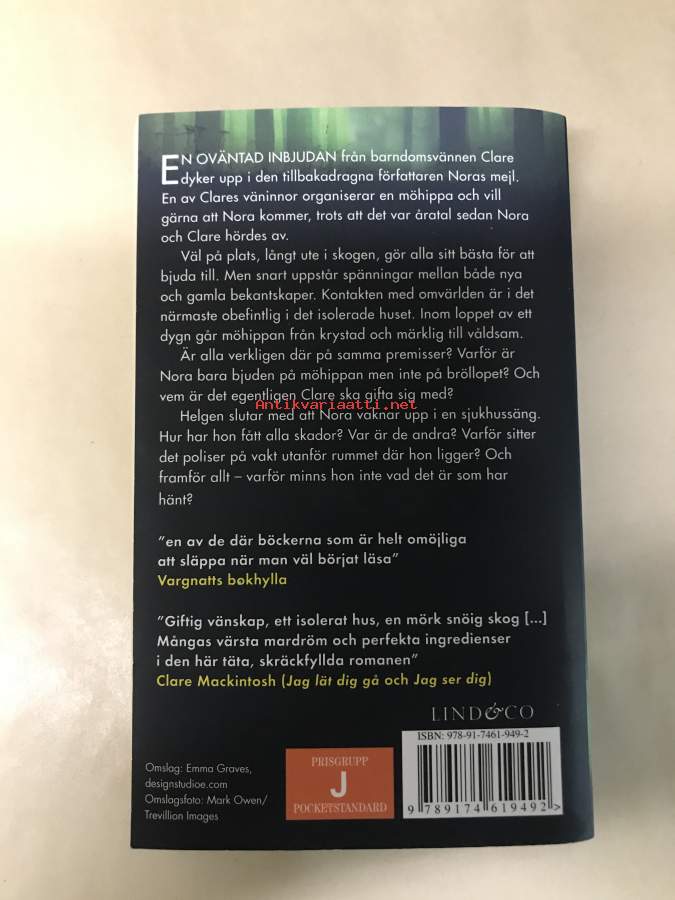 EN OVÄNTAD INBJUDAN från barndomsvännen Clare
dyker upp i den tillbakadragna författaren Noras mejl.
En av Clares väninnor organiserar en möhippa och vill
gärna att Nora kommer, trots att det var åratal sedan Nora
och Clare hördes av.
Väl på plats, långt ute i skogen, gör alla sitt bästa för att
bjuda till. Men snart uppstår spänningar mellan både nya
och gamla bekantskaper. Kontakten med omvärlden är i det
närmaste obefintlig i det isolerade huset. Inom loppet av ett
dygn går möhippan från krystad och märklig till våldsam.
Är alla verkligen där på samma premisser? Varför är
Nora bara bjuden på möhippan men inte på bröllopet? Och
vem är det egentligen Clare ska gifta sig med?
Antikvariaatti.net
Helgen slutar med att Nora vaknar upp i en sjukhussäng.
Hur har hon fått alla skador? Var är de andra? Varför sitter
det poliser på vakt utanför rummet där hon ligger? Och
framför allt – varför minns hon inte vad det är som har
hänt?
"en av de där böckerna som är helt omöjliga
att släppa när man väl börjat läsa"
Vargnatts bøkhylla
"Giftig vänskap, ett isolerat hus, en mörk snöig skog [...]
Mångas värsta mardröm och perfekta ingredienser
i den här täta, skräckfyllda romanen"
Clare Mackintosh (Jag lät dig gå och Jag ser dig)
LIND&CO
ISBN: 978-91-7461-949-2
Omslag: Emma Graves,
designstudioe.com
Omslagsfoto: Mark Owen/
Trevillion Images
PRISGRUPP
J
POCKETSTANDARD
9 789174 619492 >